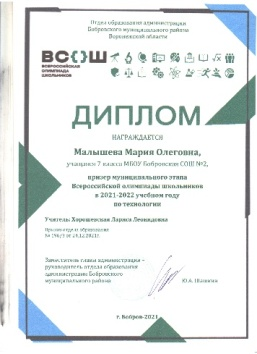 Отдел образования администрации
Бобровского муниципального района
Воронежской области
ВСОШ
ВСЕРОССИЙСКАЯ
ОЛИМПИАДА
ШКОЛЬНИКОВ
ДИПЛОМ
НАГРАЖДАЕТСЯ
Малышева Мария Олеговна,
учащаяся 7 класса МБОУ Бобровская СОШ №2,
призер муниципального этапа
Всероссийской олимпиады школьников
в 2021-2022 учебном году
по технологии
Учитель: Лариса Леонидовна
Заместитель главы администрации –
руководитель отдела образования
администрации Бобровского
муниципального района
г. Бобров-2021